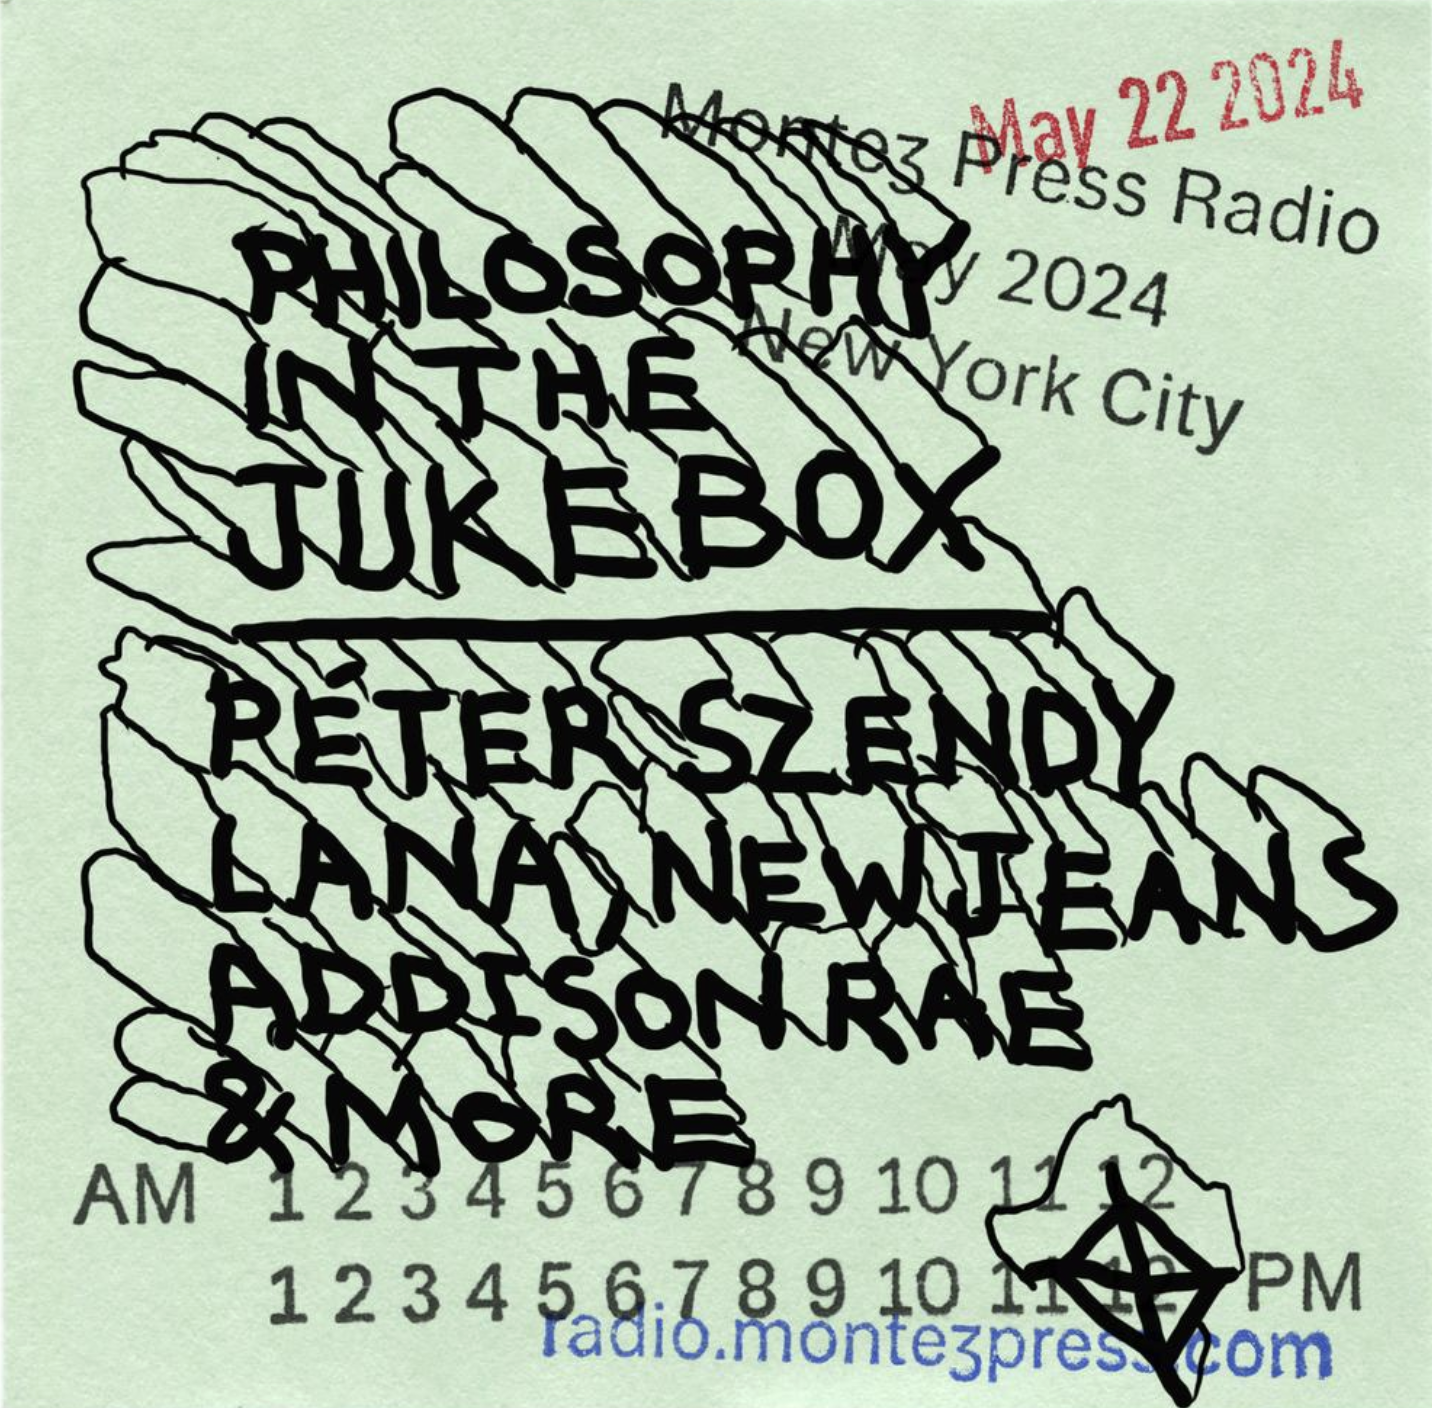 May 22 2024
Monteʒ Press Radio
May 2024
New York City
PHILOSOPHY
IN THE
JUKEBOX
PÉTER SZENDY
LANA, NEWJEANS
ADDISON RAE
& MORE
AM 1 2 3 4 5 6 7 8 9 10 11 12
1 2 3 4 5 6 7 8 9 10 11 12 PM
radio.monteʒpress.com